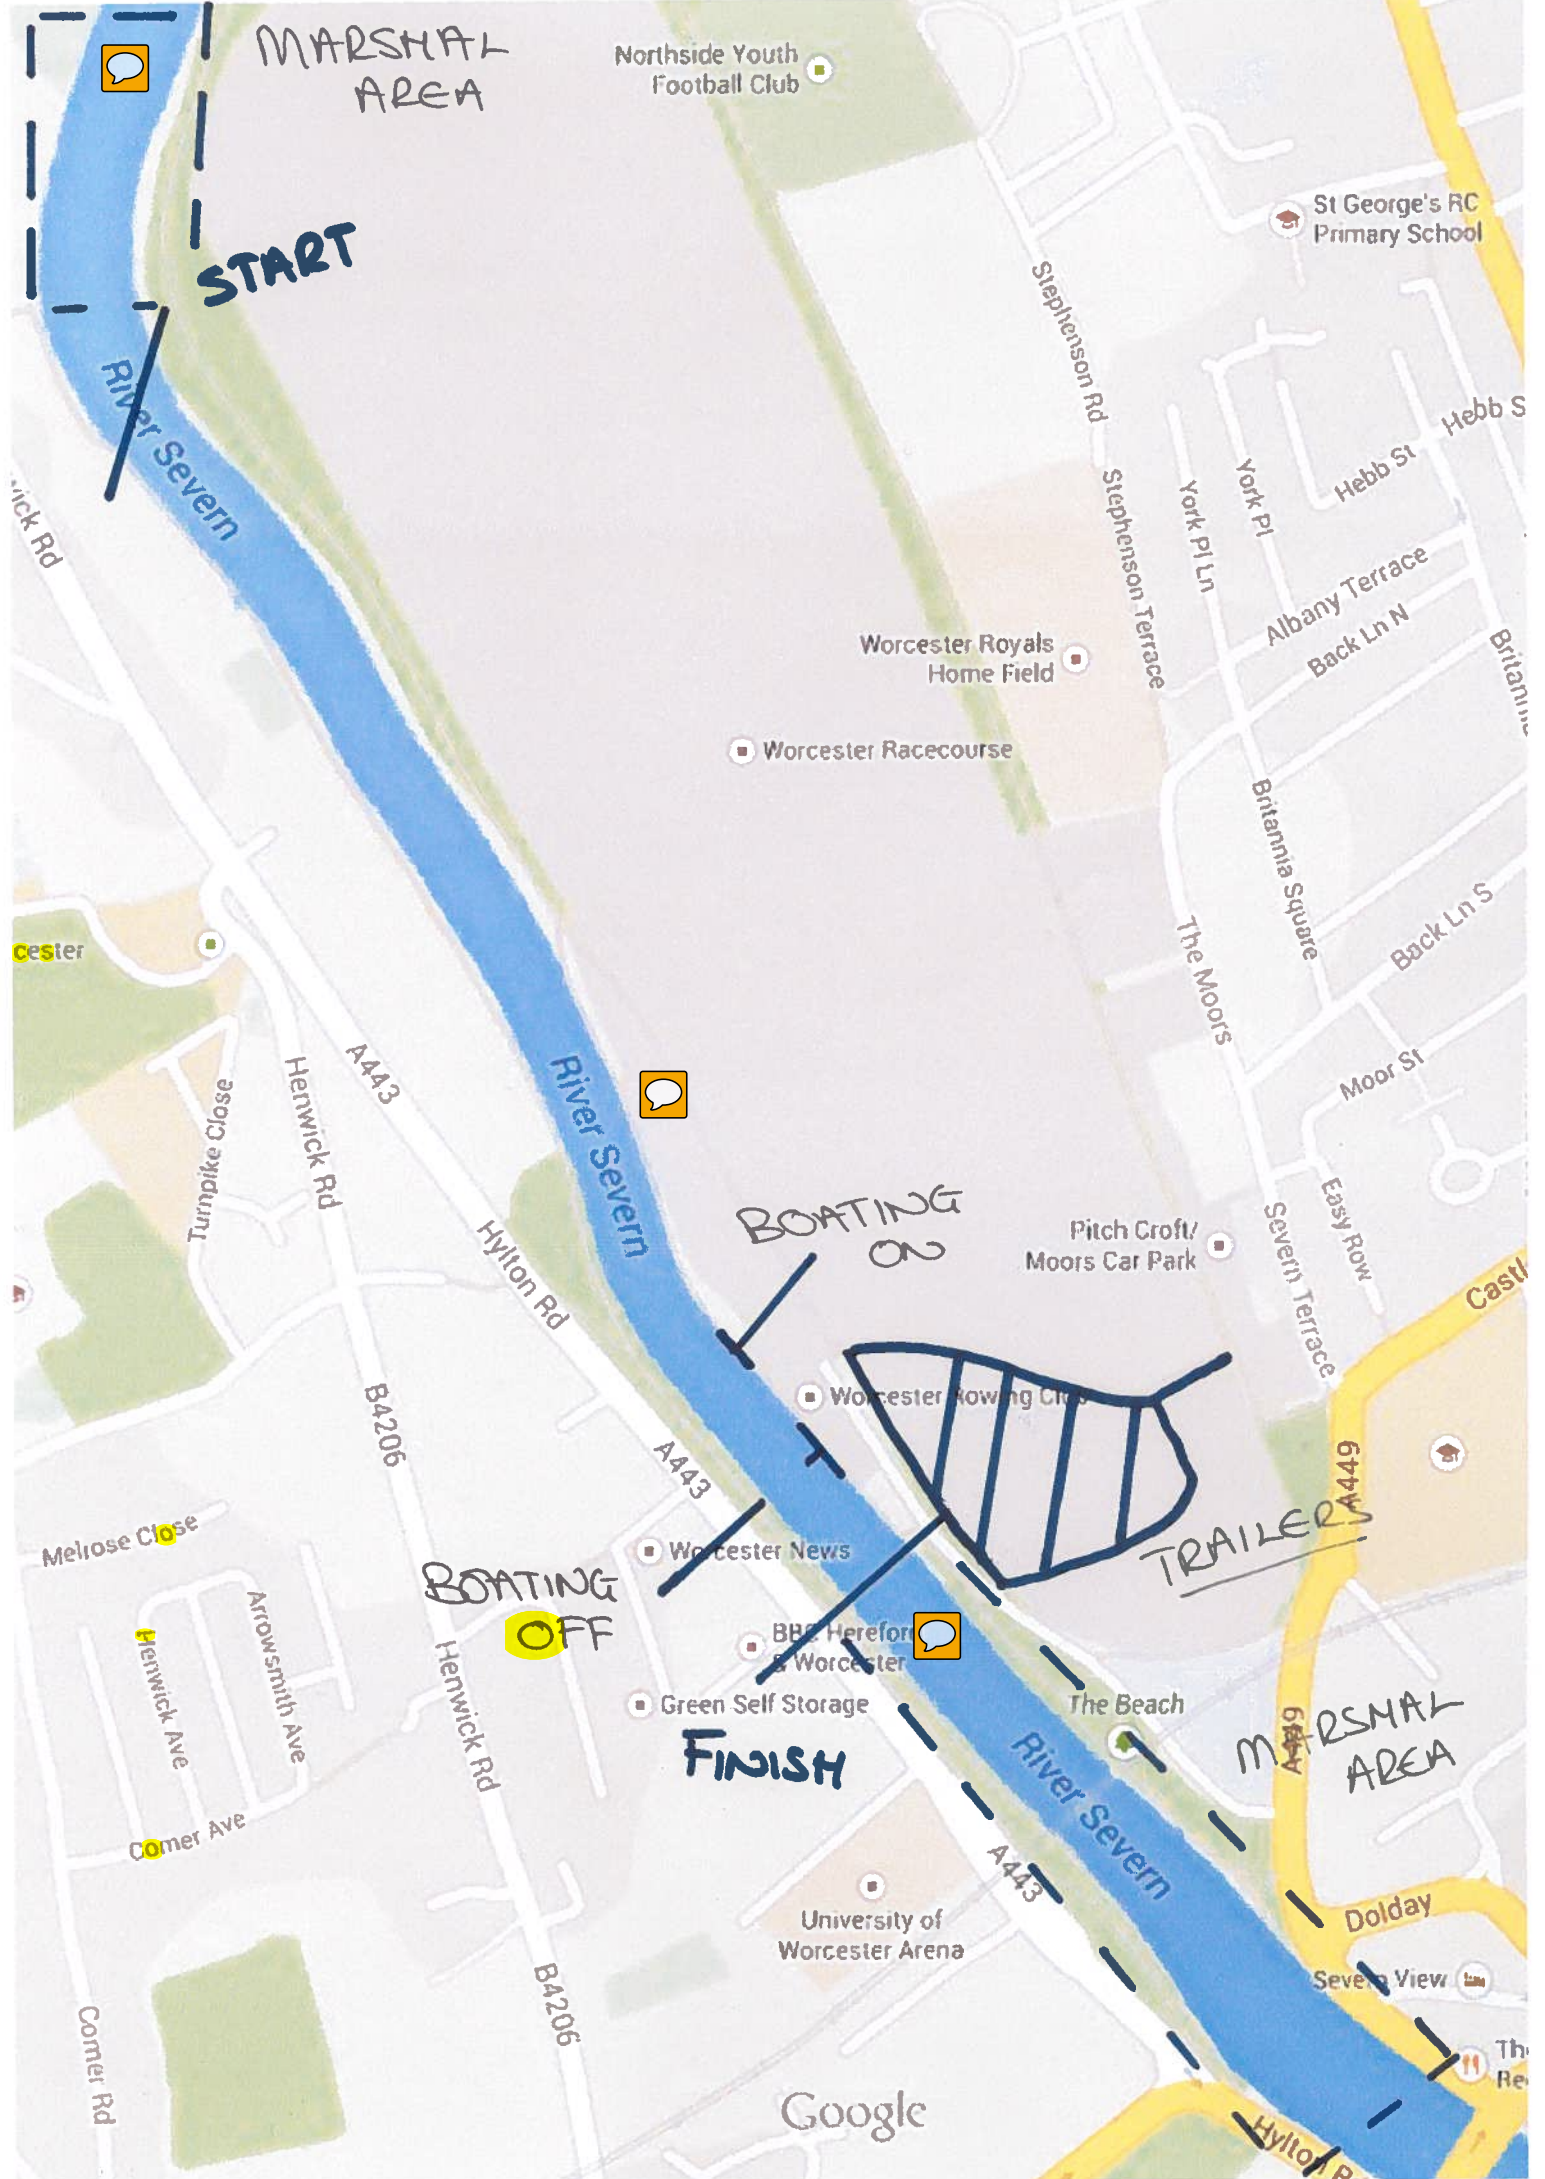 MARSHAL
AREA
Northside Youth
Football Club
St George's RC
Primary School
START
Stephenson Rd
River Severn
Hebb S
Hebb St
York Pl
York Pl Ln
Stephenson Terrace
Albany Terrace
Back Ln N
Worcester Royals
Home Field
Worcester Racecourse
Britannia Square
Back Ln S
The Moors
cester
Moor St
A443
Henwick Rd
Turnpike Close
River Severn
Easy Row
Severn Terrace
BOATING
ON
Pitch Croft/
Moors Car Park
Hylton Rd
Worcester Rowing Club
B4206
A443
A449
Melrose Close
Worcester News
TRAILERS
BOATING
OFF
BBC Hereford
& Worcester
Arrowsmith Ave
Henwick Ave
Henwick Rd
Green Self Storage
The Beach
FINISH
MARSHAL
AREA
A449
River Severn
Comer Ave
A443
University of
Worcester Arena
Dolday
Severn View
B4206
Comer Rd
Google
Hylton R